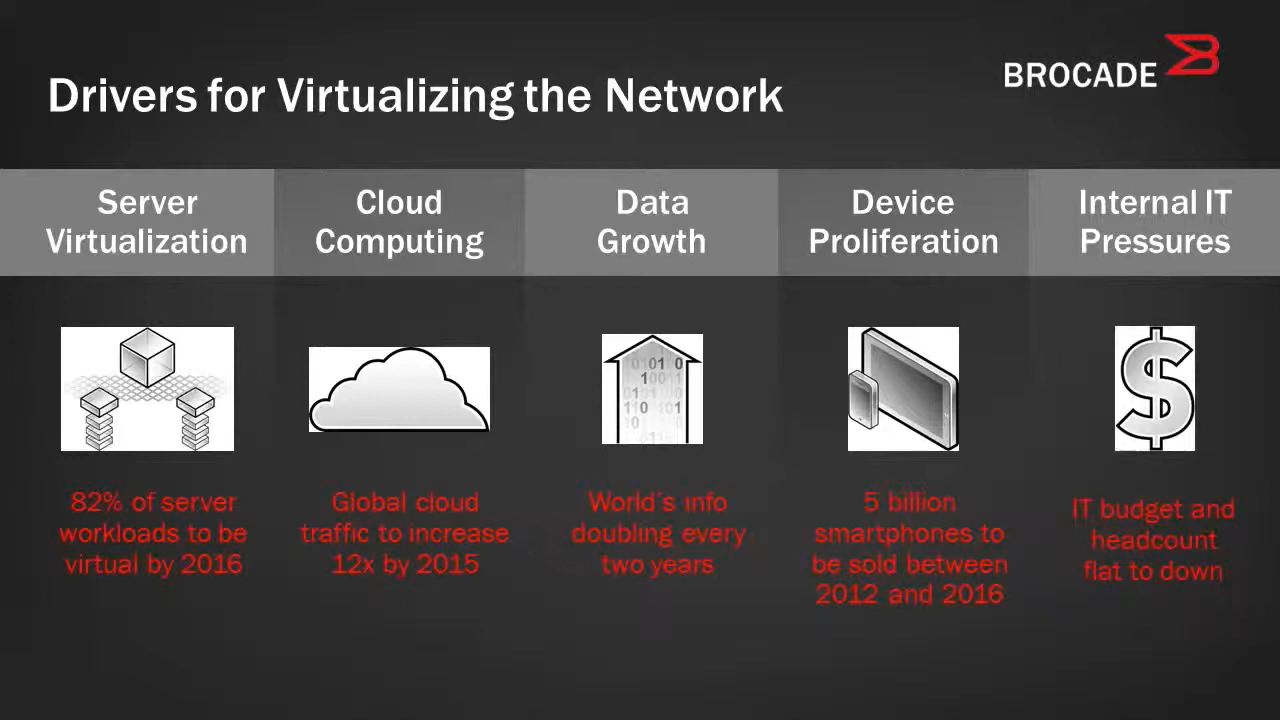 BROCADE
Drivers for Virtualizing the Network
Server
Virtualization
Cloud
Computing
Data
Growth
Device
Proliferation
Internal IT
Pressures
82% of server
workloads to be
virtual by 2016
Global cloud
traffic to increase
12x by 2015
World's info
doubling every
two years
5 billion
smartphones to
be sold between
2012 and 2016
IT budget and
headcount
flat to down